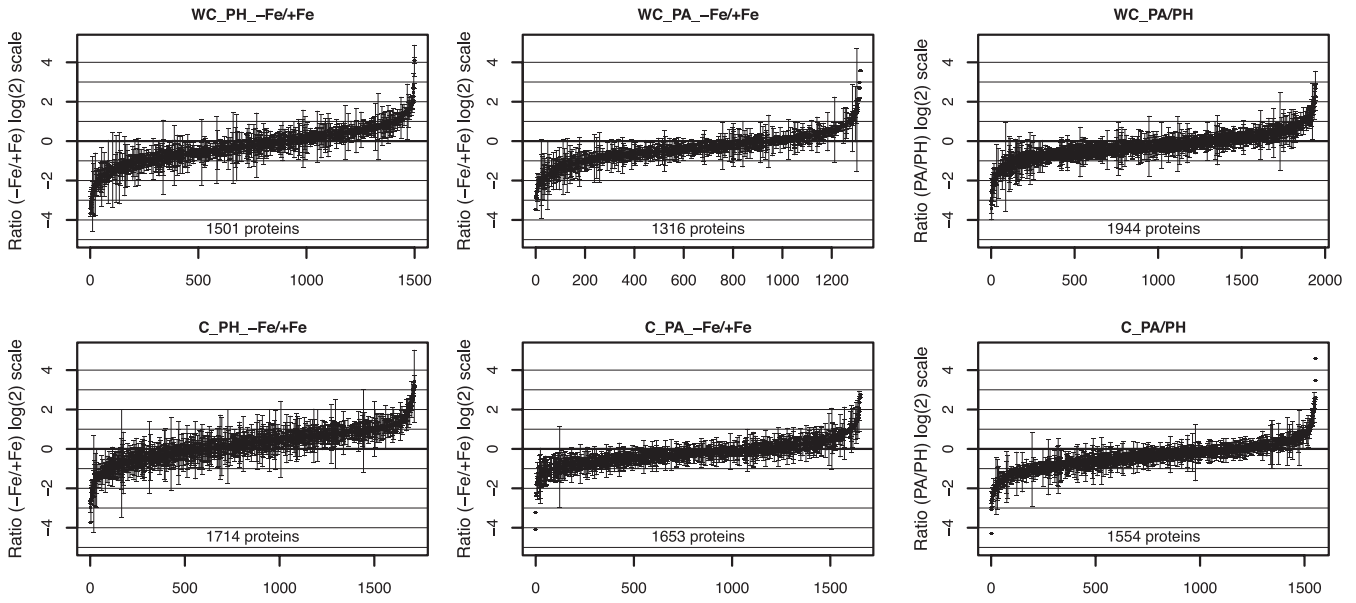 WC_PH_–Fe/+Fe
Ratio (–Fe/+Fe) log(2) scale
4
2
0
–2
–4
1501 proteins
0 500 1000 1500
WC_PA_–Fe/+Fe
Ratio (–Fe/+Fe) log(2) scale
4
2
0
–2
–4
1316 proteins
0 200 400 600 800 1000 1200
WC_PA/PH
Ratio (PA/PH) log(2) scale
4
2
0
–2
–4
1944 proteins
0 500 1000 1500 2000
C_PH_–Fe/+Fe
Ratio (–Fe/+Fe) log(2) scale
4
2
0
–2
–4
1714 proteins
0 500 1000 1500
C_PA_–Fe/+Fe
Ratio (–Fe/+Fe) log(2) scale
4
2
0
–2
–4
1653 proteins
0 500 1000 1500
C_PA/PH
Ratio (PA/PH) log(2) scale
4
2
0
–2
–4
1554 proteins
0 500 1000 1500